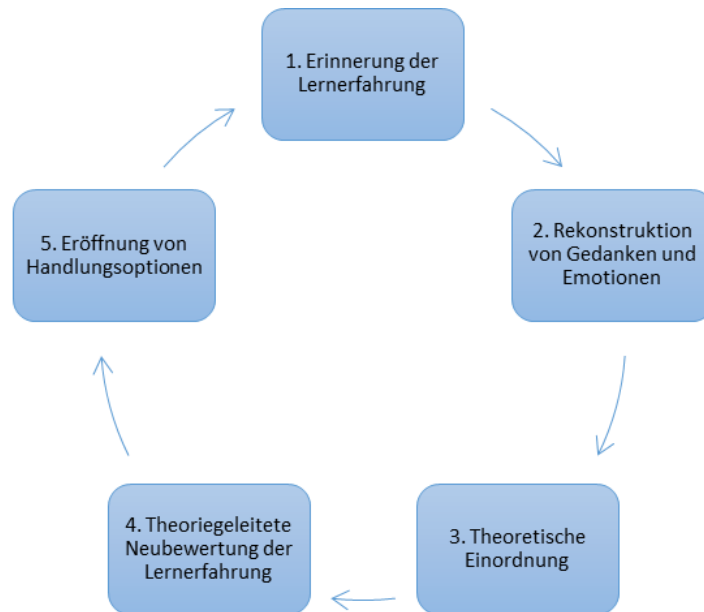 1. Erinnerung der
Lernerfahrung
2. Rekonstruktion
von Gedanken und
Emotionen
3. Theoretische
Einordnung
4. Theoriegeleitete
Neubewertung der
Lernerfahrung
5. Eröffnung von
Handlungsoptionen